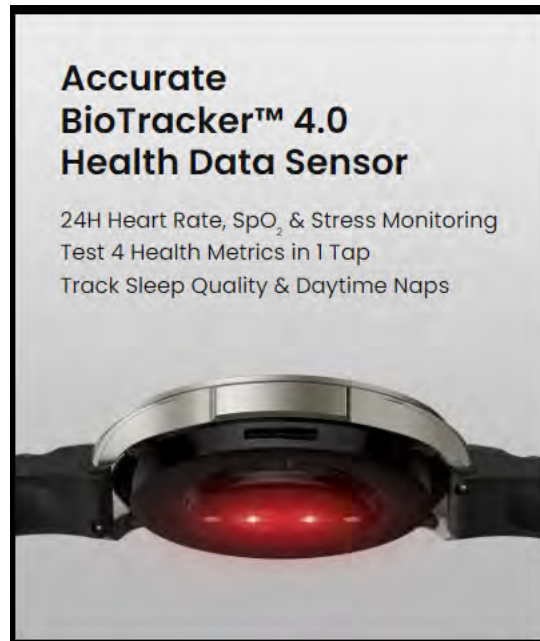 Accurate
BioTracker™ 4.0
Health Data Sensor
24H Heart Rate, SpO₂ & Stress Monitoring
Test 4 Health Metrics in 1 Tap
Track Sleep Quality & Daytime Naps